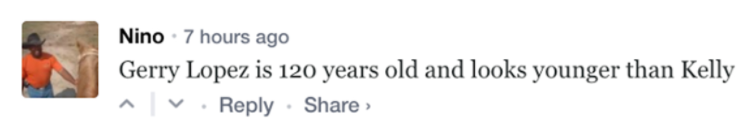 Nino · 7 hours ago
Gerry Lopez is 120 years old and looks younger than Kelly
Reply · Share ›